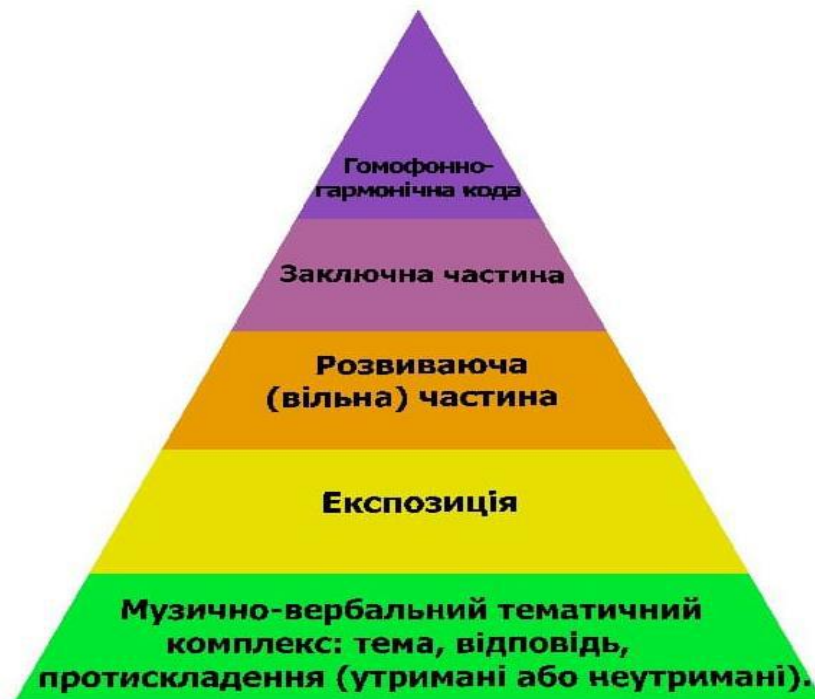 Гомофонно-
гармонічна кода
Заключна частина
Розвиваюча
(вільна) частина
Експозиція
Музично-вербальний тематичний
комплекс: тема, відповідь,
протискладення (утримані або неутримані).